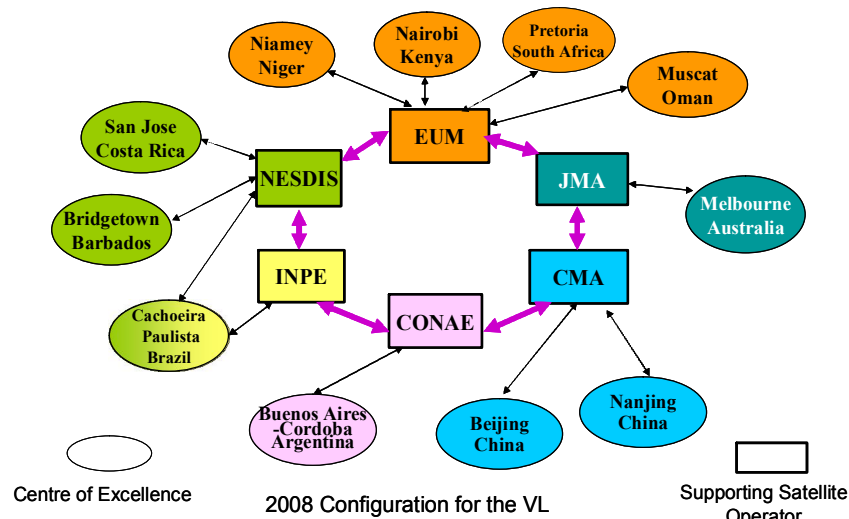 Niamey
Niger
Nairobi
Kenya
Pretoria
South Africa
Muscat
Oman
San Jose
Costa Rica
EUM
NESDIS
JMA
Bridgetown
Barbados
Melbourne
Australia
INPE
CMA
Cachoeira
Paulista
Brazil
CONAE
Buenos Aires
-Cordoba
Argentina
Beijing
China
Nanjing
China
Centre of Excellence
2008 Configuration for the VL
Supporting Satellite
Operator